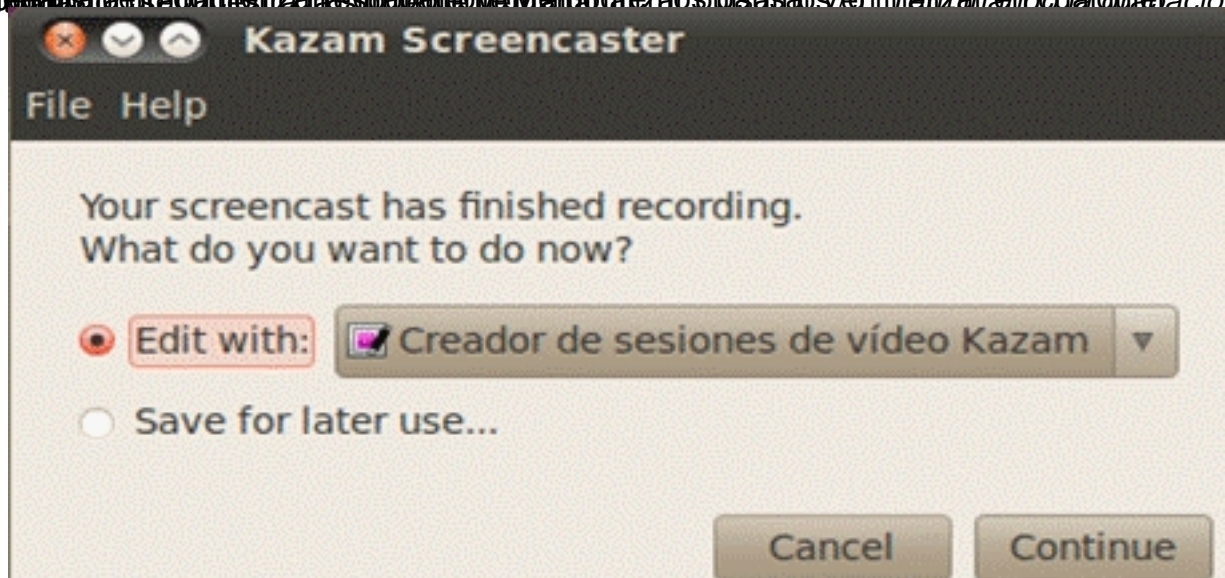 Kazam Screencaster
File Help
Your screencast has finished recording.
What do you want to do now?
Edit with: Creador de sesiones de vídeo Kazam
Save for later use...
Cancel Continue